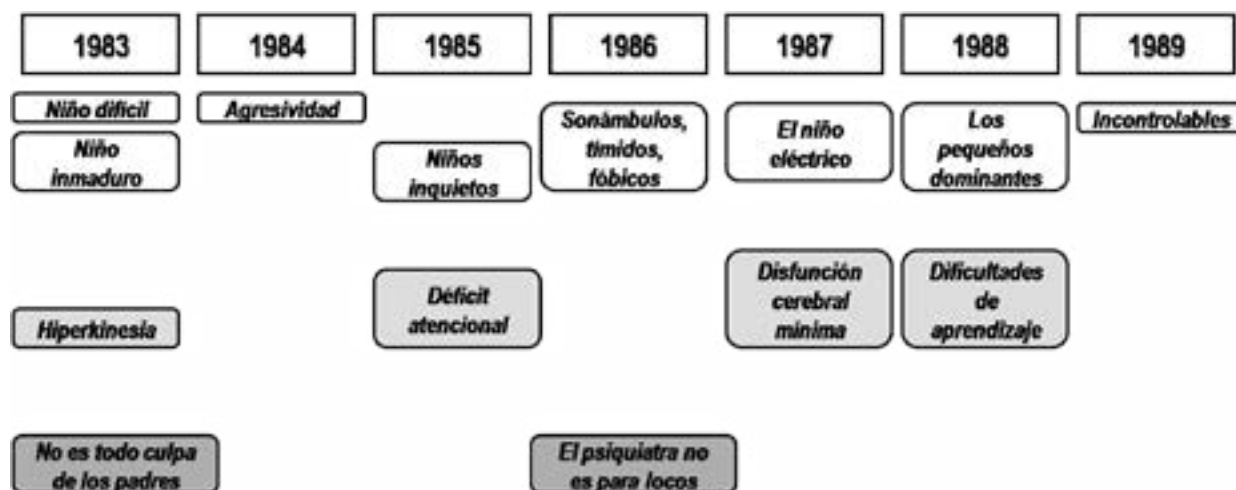 1983
1984
1985
1986
1987
1988
1989
Niño difícil
Niño
inmaduro
Agresividad
Niños
inquietos
Sonámbulos,
tímidos,
fóbicos
El niño
eléctrico
Los
pequeños
dominantes
Incontrolables
Hiperkinesia
Déficit
atencional
Disfunción
cerebral
mínima
Dificultades
de
aprendizaje
No es todo culpa
de los padres
El psiquiatra no
es para locos